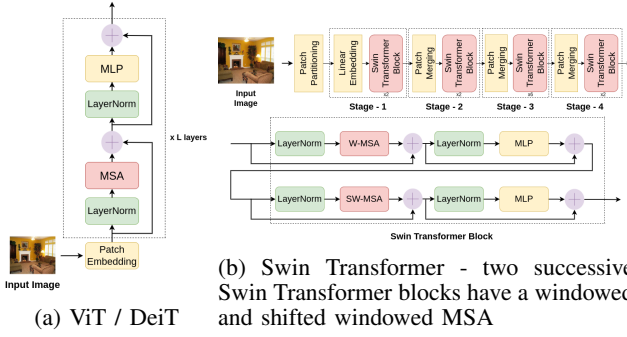 MLP
LayerNorm
x L layers
MSA
LayerNorm
Patch
Embedding
Input Image
(a) ViT / DeiT
Input
Image
Patch
Partitioning
Linear
Embedding
Swin
Transformer
Block
Patch
Merging
Swin
Transformer
Block
Patch
Merging
Swin
Transformer
Block
Patch
Merging
Swin
Transformer
Block
Stage - 1
Stage - 2
Stage - 3
Stage - 4
LayerNorm
W-MSA
LayerNorm
MLP
LayerNorm
SW-MSA
LayerNorm
MLP
Swin Transformer Block
(b) Swin Transformer - two successive
Swin Transformer blocks have a windowed
and shifted windowed MSA